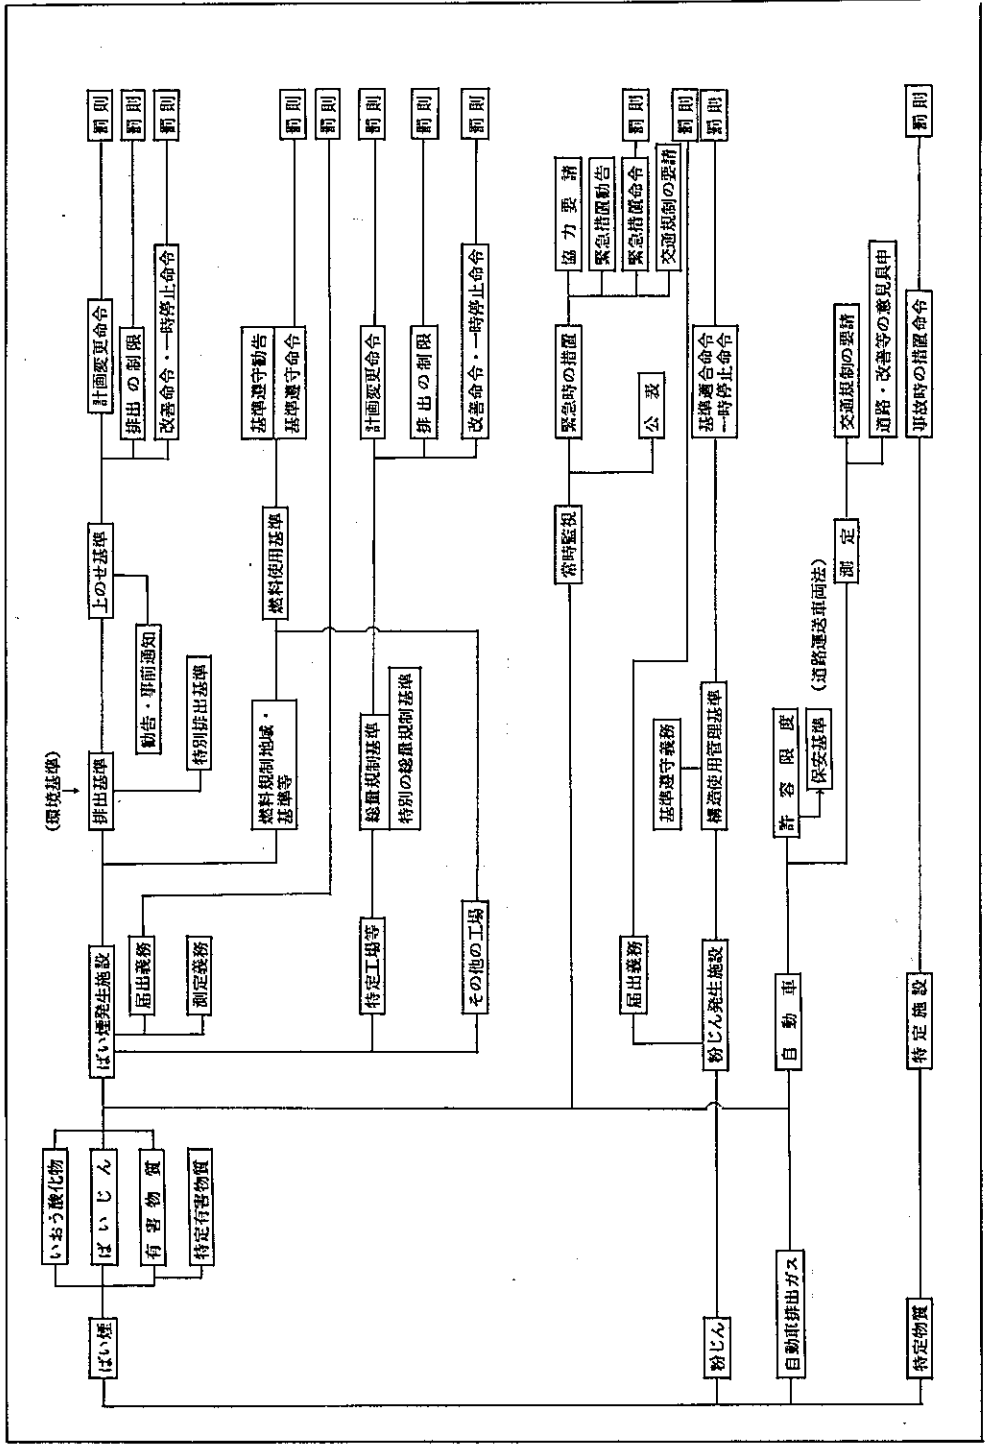 ばい煙
いおう酸化物
ばいじん
有害物質
特定有害物質
ばい煙発生施設
届出義務
測定義務
特定工場等
その他の工場
(環境基準)
排出基準
特別排出基準
勧告・事前通知
上のせ基準
計画変更命令
排出の制限
改善命令・一時停止命令
罰則
罰則
罰則
燃料規制地域・
基準等
燃料使用基準
基準遵守勧告
基準遵守命令
罰則
罰則
総量規制基準
特別の総量規制基準
計画変更命令
排出の制限
改善命令・一時停止命令
罰則
罰則
罰則
常時監視
緊急時の措置
公表
協力要請
緊急措置勧告
緊急措置命令
交通規制の要請
罰則
粉じん
粉じん発生施設
届出義務
基準遵守義務
構造使用管理基準
基準適合命令
一時停止命令
罰則
罰則
自動車排出ガス
自動車
許容限度
保安基準
(道路運送車両法)
測定
交通規制の要請
道路・改善等の意見具申
特定物質
特定施設
事故時の措置命令
罰則